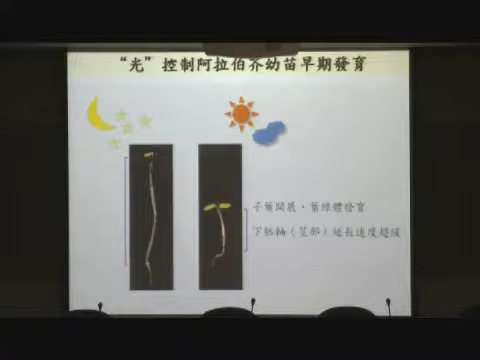 “光”控制阿拉伯芥幼苗早期發育
子葉開展，葉綠體發育
下胚軸（莖部）延長速度趨緩